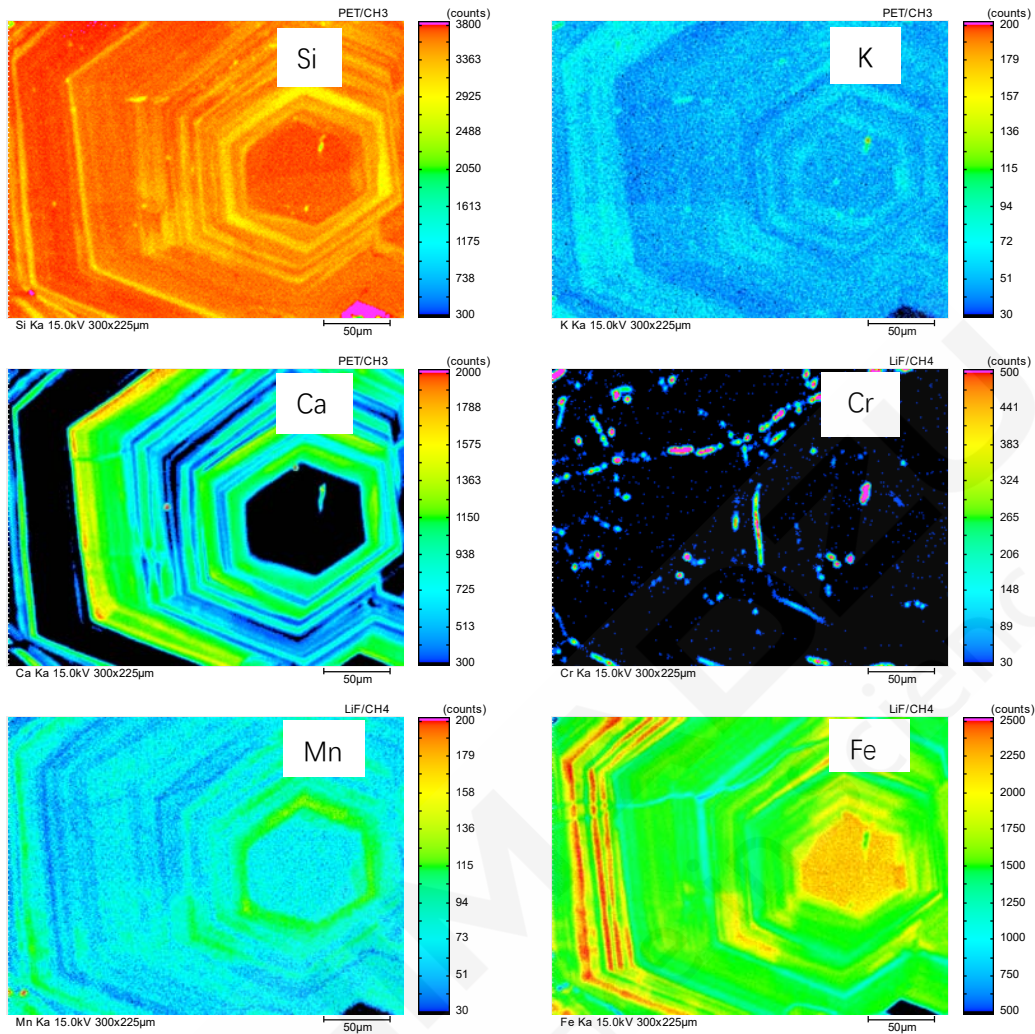 PET/CH3 (counts)
Si
3800
3363
2925
2488
2050
1613
1175
738
300
Si Ka 15.0kV 300x225µm
50µm
PET/CH3 (counts)
K
200
179
157
136
115
94
72
51
30
K Ka 15.0kV 300x225µm
50µm
PET/CH3 (counts)
Ca
2000
1788
1575
1363
1150
938
725
513
300
Ca Ka 15.0kV 300x225µm
50µm
LiF/CH4 (counts)
Cr
500
441
383
324
265
206
148
89
30
Cr Ka 15.0kV 300x225µm
50µm
LiF/CH4 (counts)
Mn
200
179
158
136
115
94
73
51
30
Mn Ka 15.0kV 300x225µm
50µm
LiF/CH4 (counts)
Fe
2500
2250
2000
1750
1500
1250
1000
750
500
Fe Ka 15.0kV 300x225µm
50µm